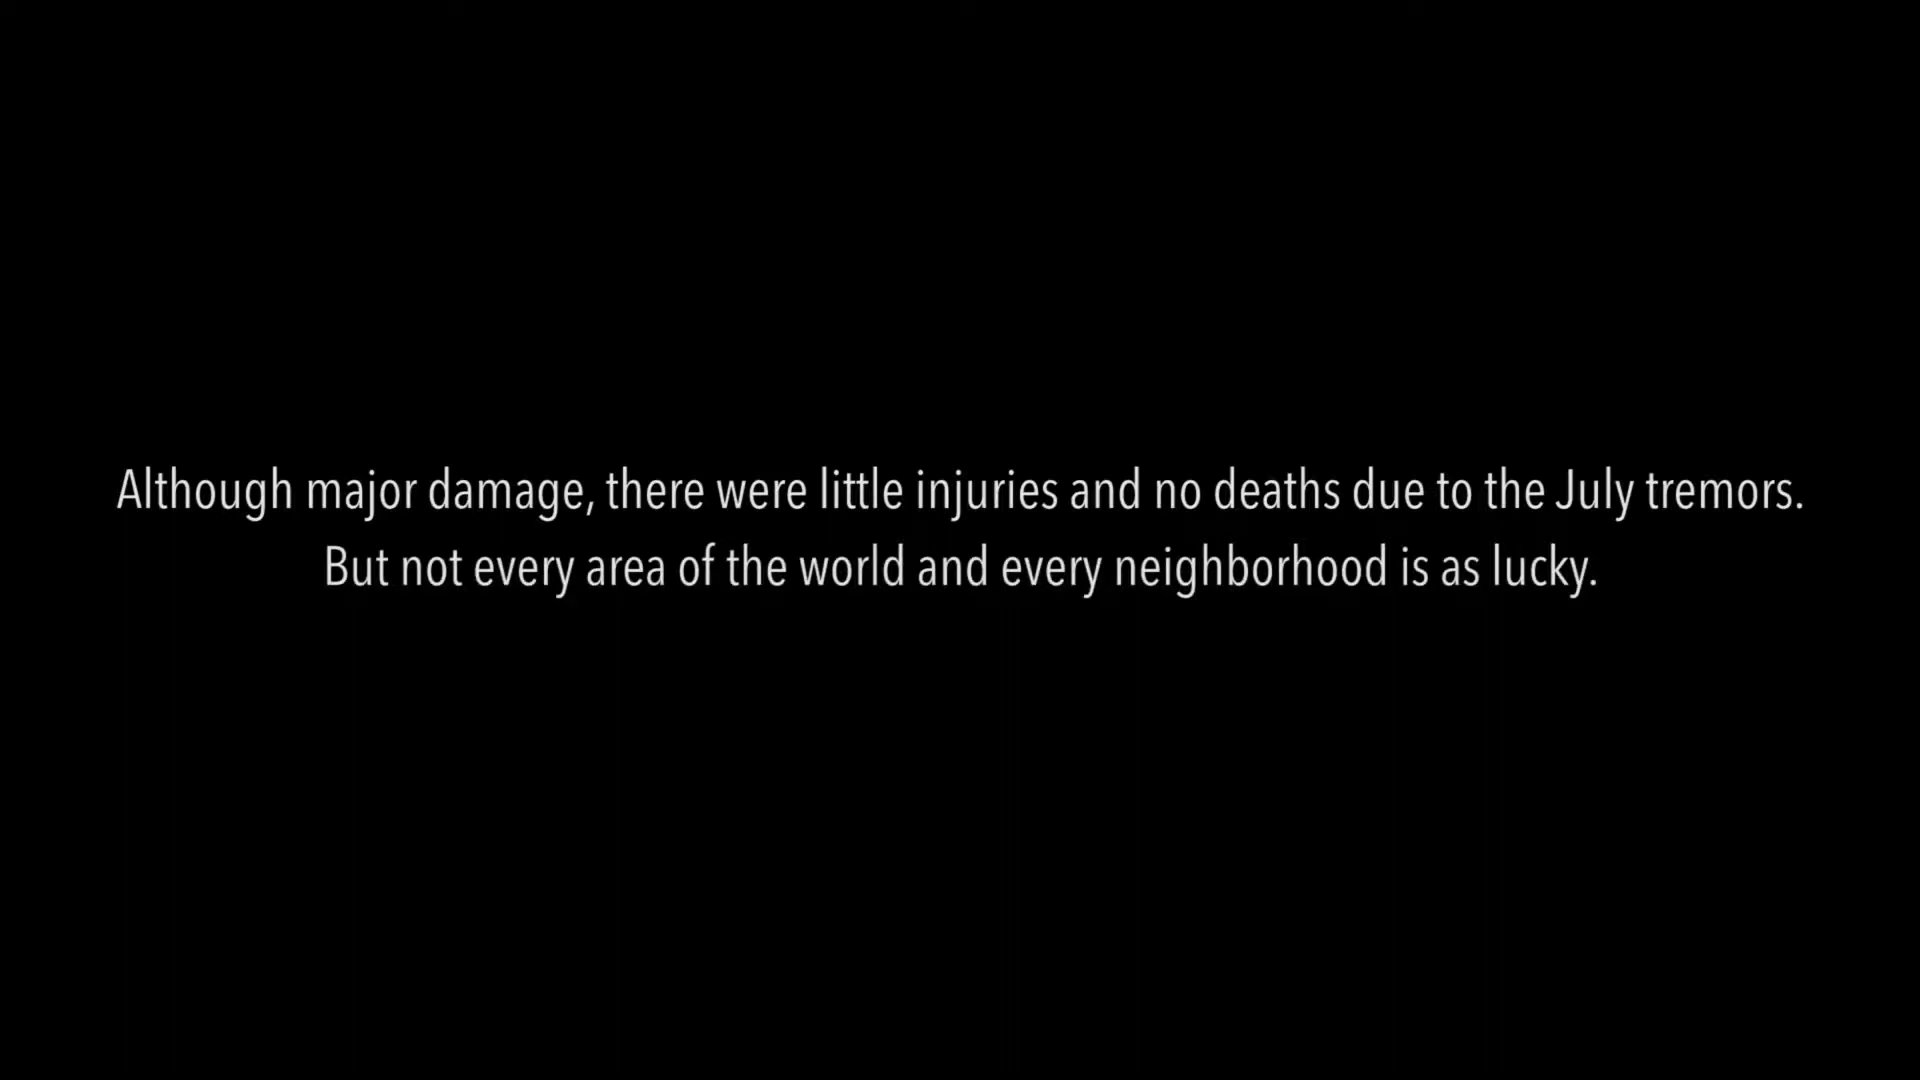 Although major damage, there were little injuries and no deaths due to the July tremors.
But not every area of the world and every neighborhood is as lucky.